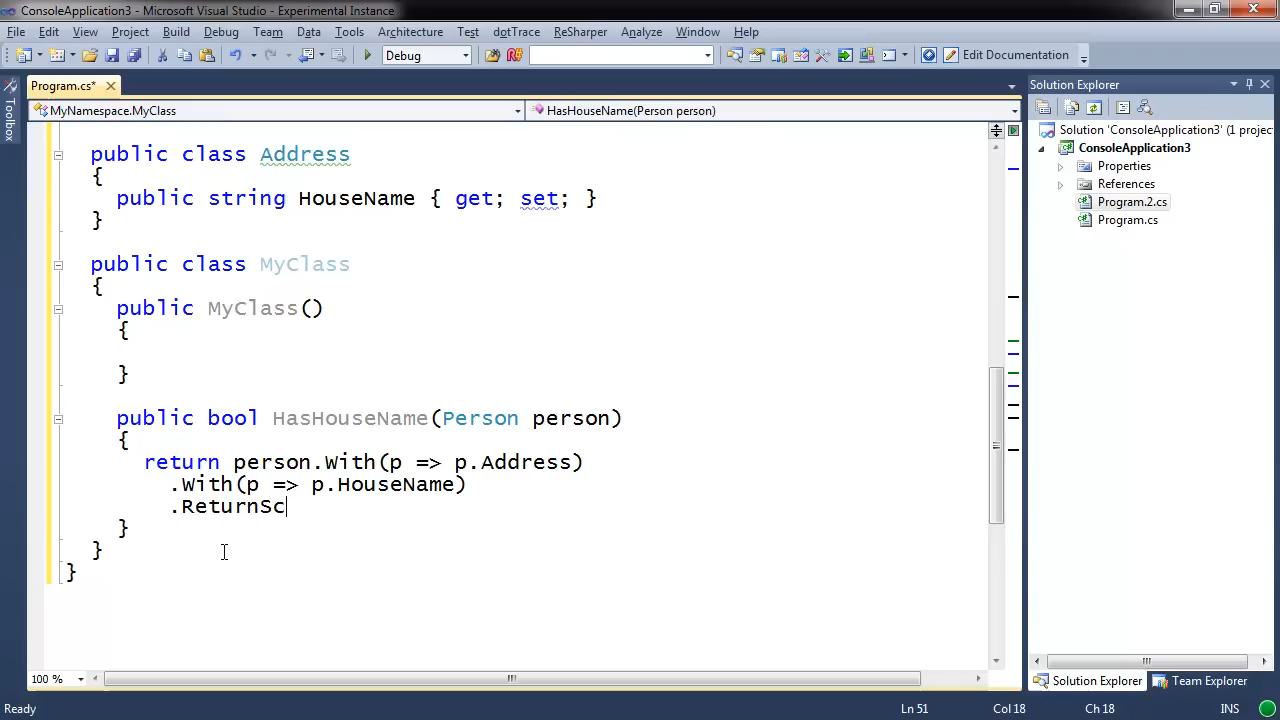 ConsoleApplication3 - Microsoft Visual Studio - Experimental Instance
File Edit View Project Build Debug Team Data Tools Architecture Test dotTrace ReSharper Analyze Window Help
Debug Edit Documentation
Toolbox
Program.cs*
MyNamespace.MyClass HasHouseName(Person person)
public class Address
{
public string HouseName { get; set; }
}
public class MyClass
{
public MyClass()
{
}
public bool HasHouseName(Person person)
{
return person.With(p => p.Address)
.With(p => p.HouseName)
.ReturnSc
}
}
}
100 %
Solution Explorer
Solution 'ConsoleApplication3' (1 projec
ConsoleApplication3
Properties
References
Program.2.cs
Program.cs
Solution Explorer Team Explorer
Ready Ln 51 Col 18 Ch 18 INS